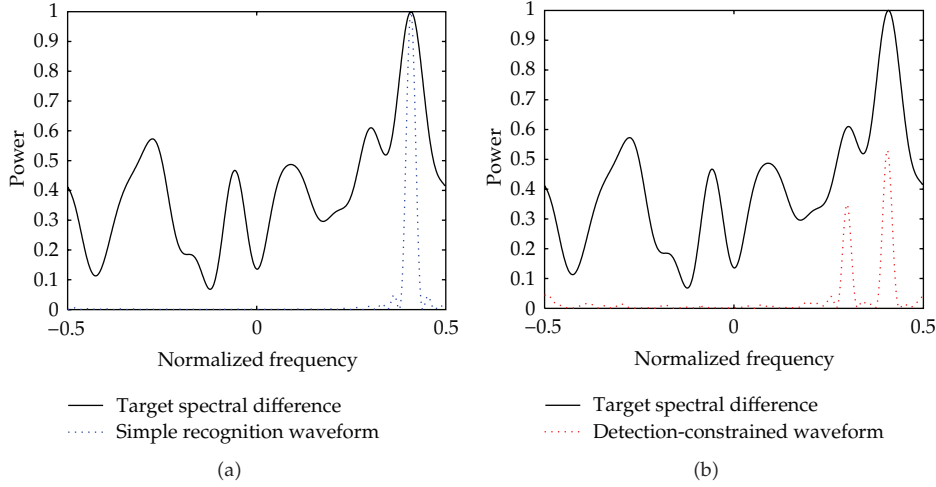 1
0.9
0.8
0.7
0.6
0.5
0.4
0.3
0.2
0.1
0
Power
−0.5 0 0.5
Normalized frequency
Target spectral difference
Simple recognition waveform
(a)
1
0.9
0.8
0.7
0.6
0.5
0.4
0.3
0.2
0.1
0
Power
−0.5 0 0.5
Normalized frequency
Target spectral difference
Detection-constrained waveform
(b)